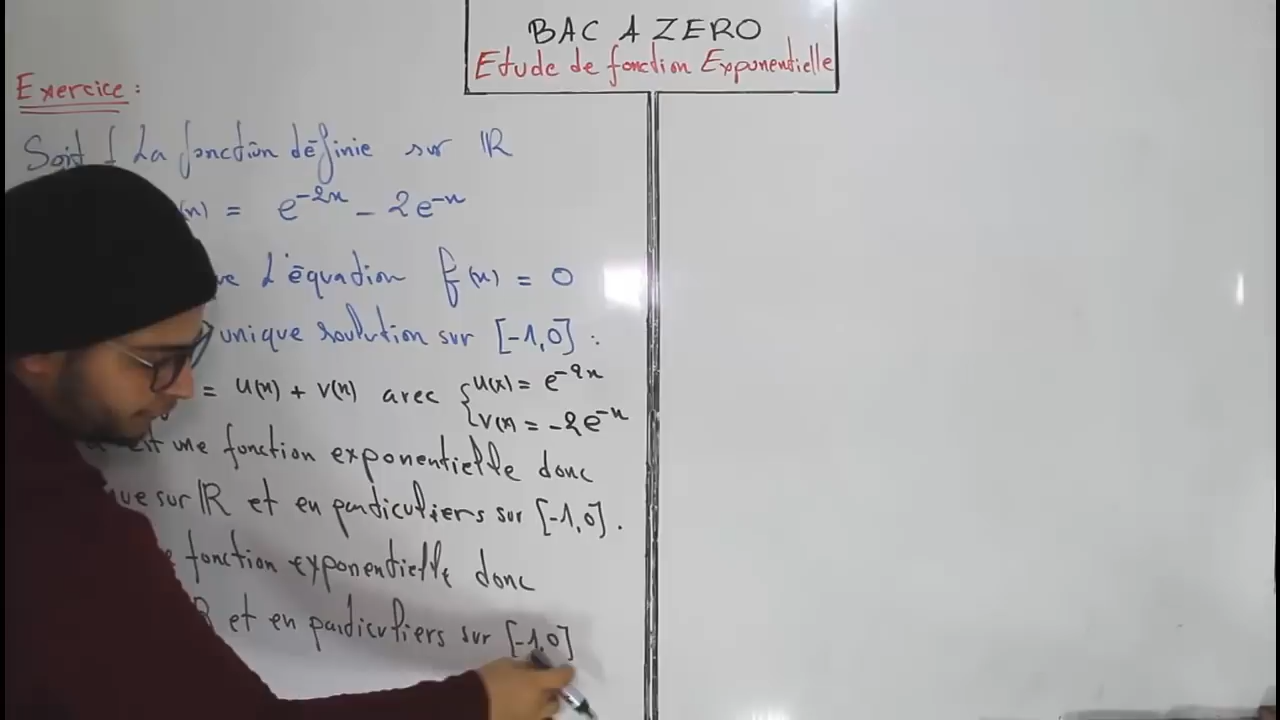 BAC A ZERO
Etude de fonction Exponentielle
Exercice :
Soit f la fonction définie sur ℝ
(x) = e^{-2x} - 2e^{-x}
l'équation f(x) = 0
unique soulution sur [-1,0] :
= u(x) + v(x) avec { u(x) = e^{-2x}
v(x) = -2e^{-x}
est une fonction exponentielle donc
sur ℝ et en particuliers sur [-1,0].
fonction exponentielle donc
et en particuliers sur [-1,0]